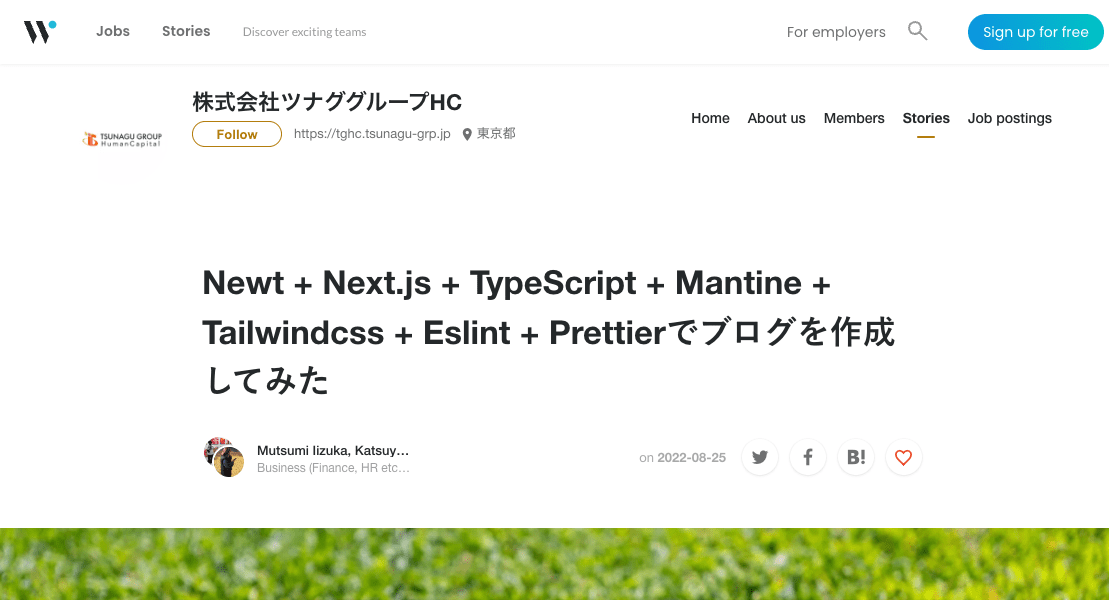 Jobs Stories Discover exciting teams For employers Sign up for free
株式会社ツナググループHC
TSUNAGU GROUP
HumanCapital
Follow https://tghc.tsunagu-grp.jp 東京都
Home About us Members Stories Job postings
Newt + Next.js + TypeScript + Mantine +
Tailwindcss + Eslint + Prettierでブログを作成
してみた
Mutsumi Iizuka, Katsuy...
Business (Finance, HR etc...
on 2022-08-25
B!